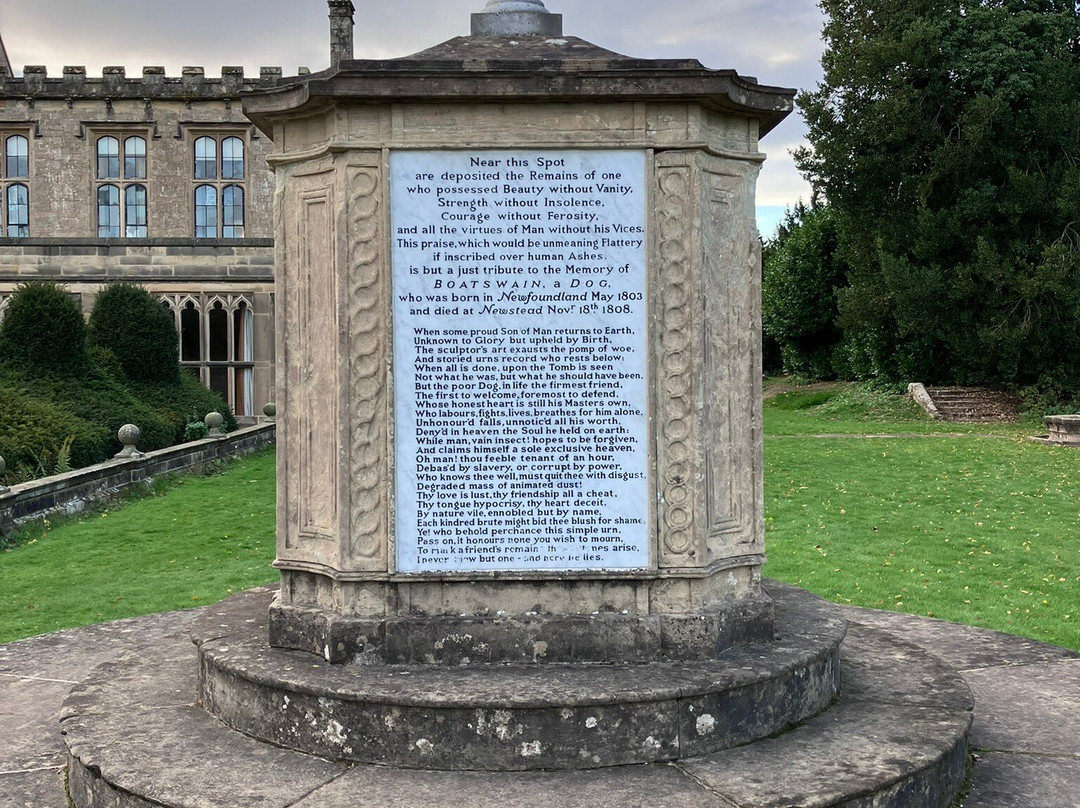 Near this Spot
are deposited the Remains of one
who possessed Beauty without Vanity,
Strength without Insolence,
Courage without Ferosity,
and all the virtues of Man without his Vices.
This praise, which would be unmeaning Flattery
if inscribed over human Ashes,
is but a just tribute to the Memory of
BOATSWAIN, a DOG,
who was born in Newfoundland May 1803
and died at Newstead Novr. 18th 1808.
When some proud Son of Man returns to Earth,
Unknown to Glory but upheld by Birth,
The sculptor's art exausts the pomp of woe,
And storied urns record who rests below:
When all is done, upon the Tomb is seen
Not what he was, but what he should have been.
But the poor Dog, in life the firmest friend,
The first to welcome, foremost to defend,
Whose honest heart is still his Masters own,
Who labours, fights, lives, breathes for him alone,
Unhonour'd falls, unnotic'd all his worth,
Deny'd in heaven the Soul he held on earth:
While man, vain insect! hopes to be forgiven,
And claims himself a sole exclusive heaven.
Oh man! thou feeble tenant of an hour,
Debas'd by slavery, or corrupt by power,
Who knows thee well, must quit thee with disgust,
Degraded mass of animated dust!
Thy love is lust, thy friendship all a cheat,
Thy tongue hypocrisy, thy heart deceit,
By nature vile, ennobled but by name,
Each kindred brute might bid thee blush for shame.
Ye! who behold perchance this simple urn,
Pass on, it honours none you wish to mourn,
To mark a friend's remains arise,
I never but one - and here he lies.